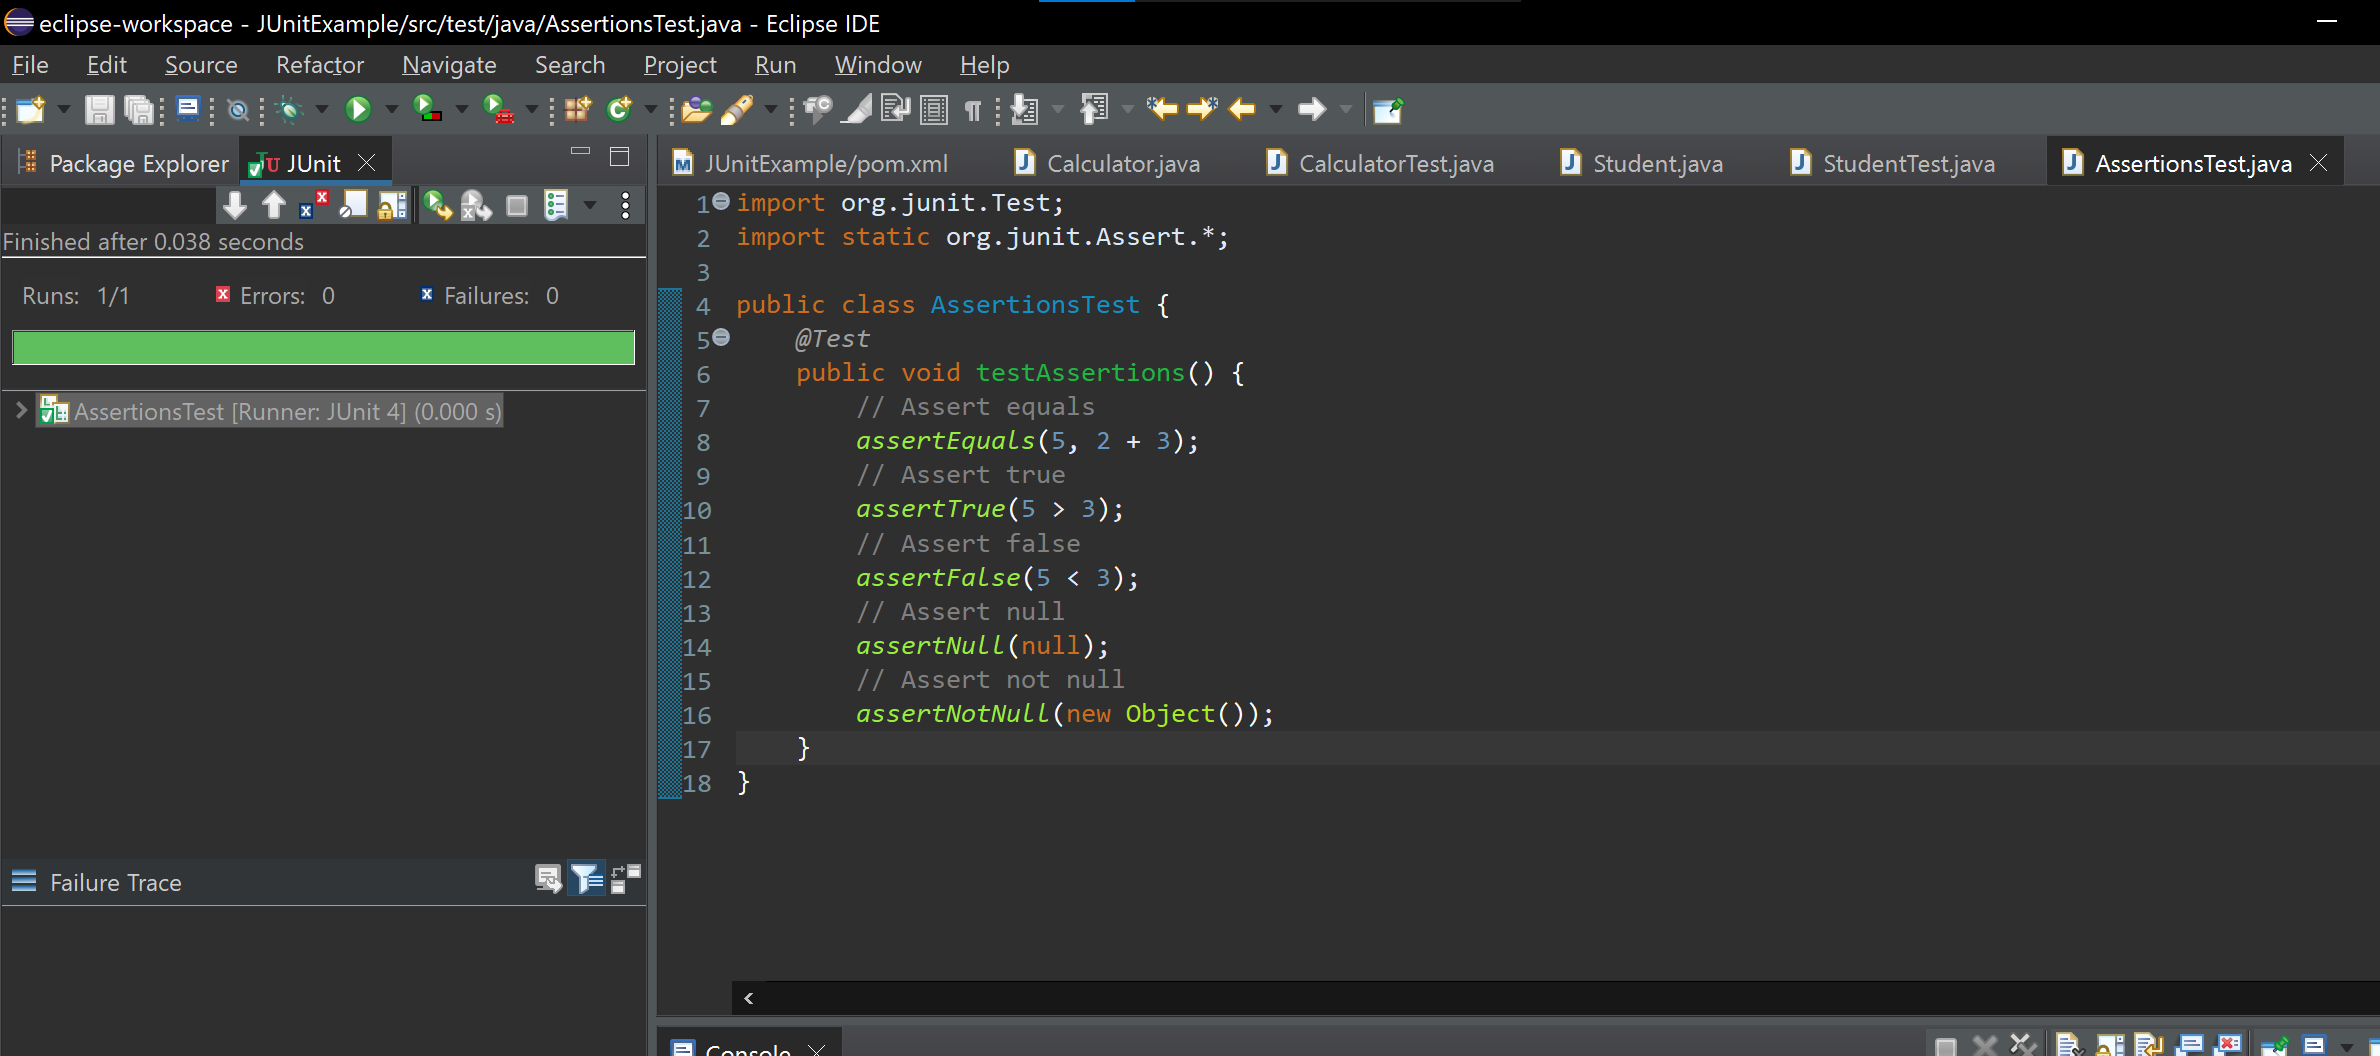 eclipse-workspace - JUnitExample/src/test/java/AssertionsTest.java - Eclipse IDE
File Edit Source Refactor Navigate Search Project Run Window Help
Package Explorer JUnit
JUnitExample/pom.xml Calculator.java CalculatorTest.java Student.java StudentTest.java AssertionsTest.java
Finished after 0.038 seconds
Runs: 1/1 Errors: 0 Failures: 0
AssertionsTest [Runner: JUnit 4] (0.000 s)
Failure Trace
1 import org.junit.Test;
2 import static org.junit.Assert.*;
3
4 public class AssertionsTest {
5 @Test
6 public void testAssertions() {
7 // Assert equals
8 assertEquals(5, 2 + 3);
9 // Assert true
10 assertTrue(5 > 3);
11 // Assert false
12 assertFalse(5 < 3);
13 // Assert null
14 assertNull(null);
15 // Assert not null
16 assertNotNull(new Object());
17 }
18 }
Console